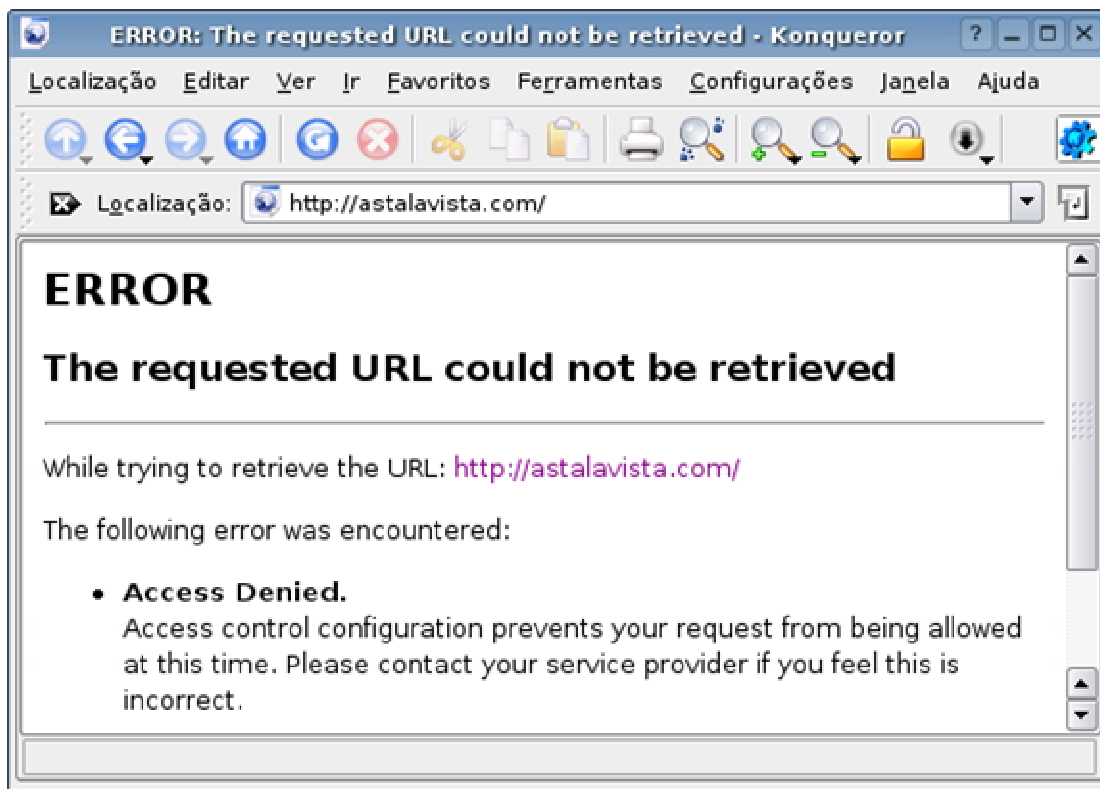 ERROR: The requested URL could not be retrieved - Konqueror
Localização Editar Ver Ir Favoritos Ferramentas Configurações Janela Ajuda
Localização: http://astalavista.com/
ERROR
The requested URL could not be retrieved
While trying to retrieve the URL: http://astalavista.com/
The following error was encountered:
• Access Denied.
Access control configuration prevents your request from being allowed
at this time. Please contact your service provider if you feel this is
incorrect.